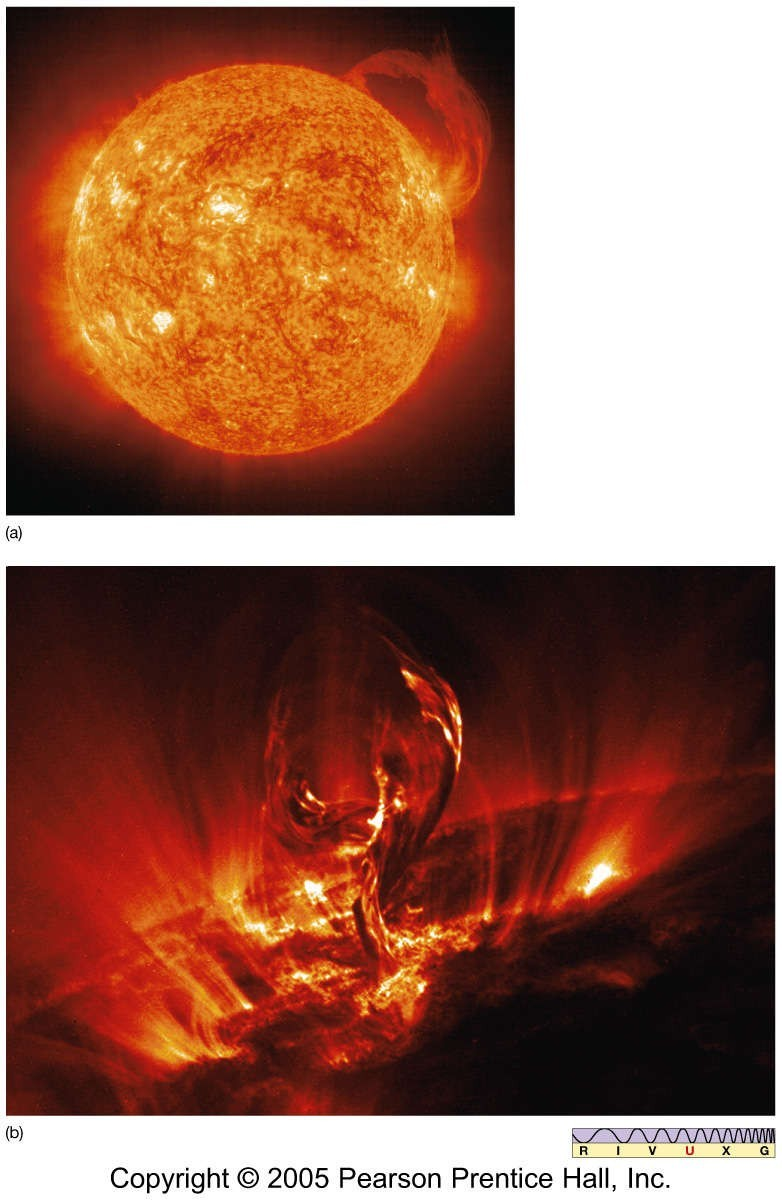 (a)
(b)
R I V U X G
Copyright © 2005 Pearson Prentice Hall, Inc.